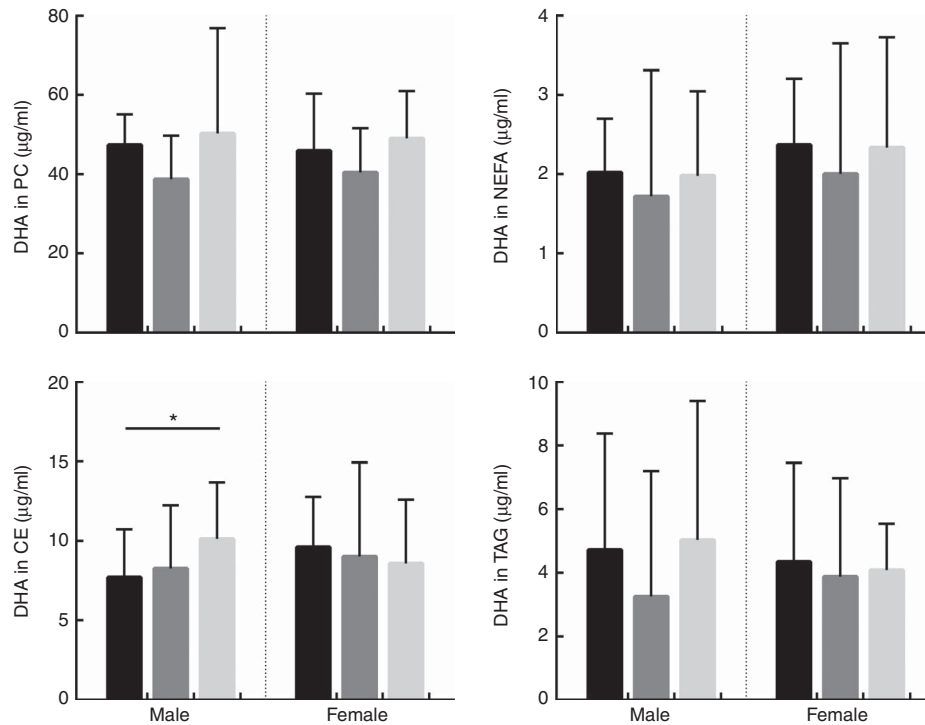 80
60
40
20
0
DHA in PC (µg/ml)
4
3
2
1
0
DHA in NEFA (µg/ml)
20
15
10
5
0
DHA in CE (µg/ml)
*
Male
Female
10
8
6
4
2
0
DHA in TAG (µg/ml)
Male
Female